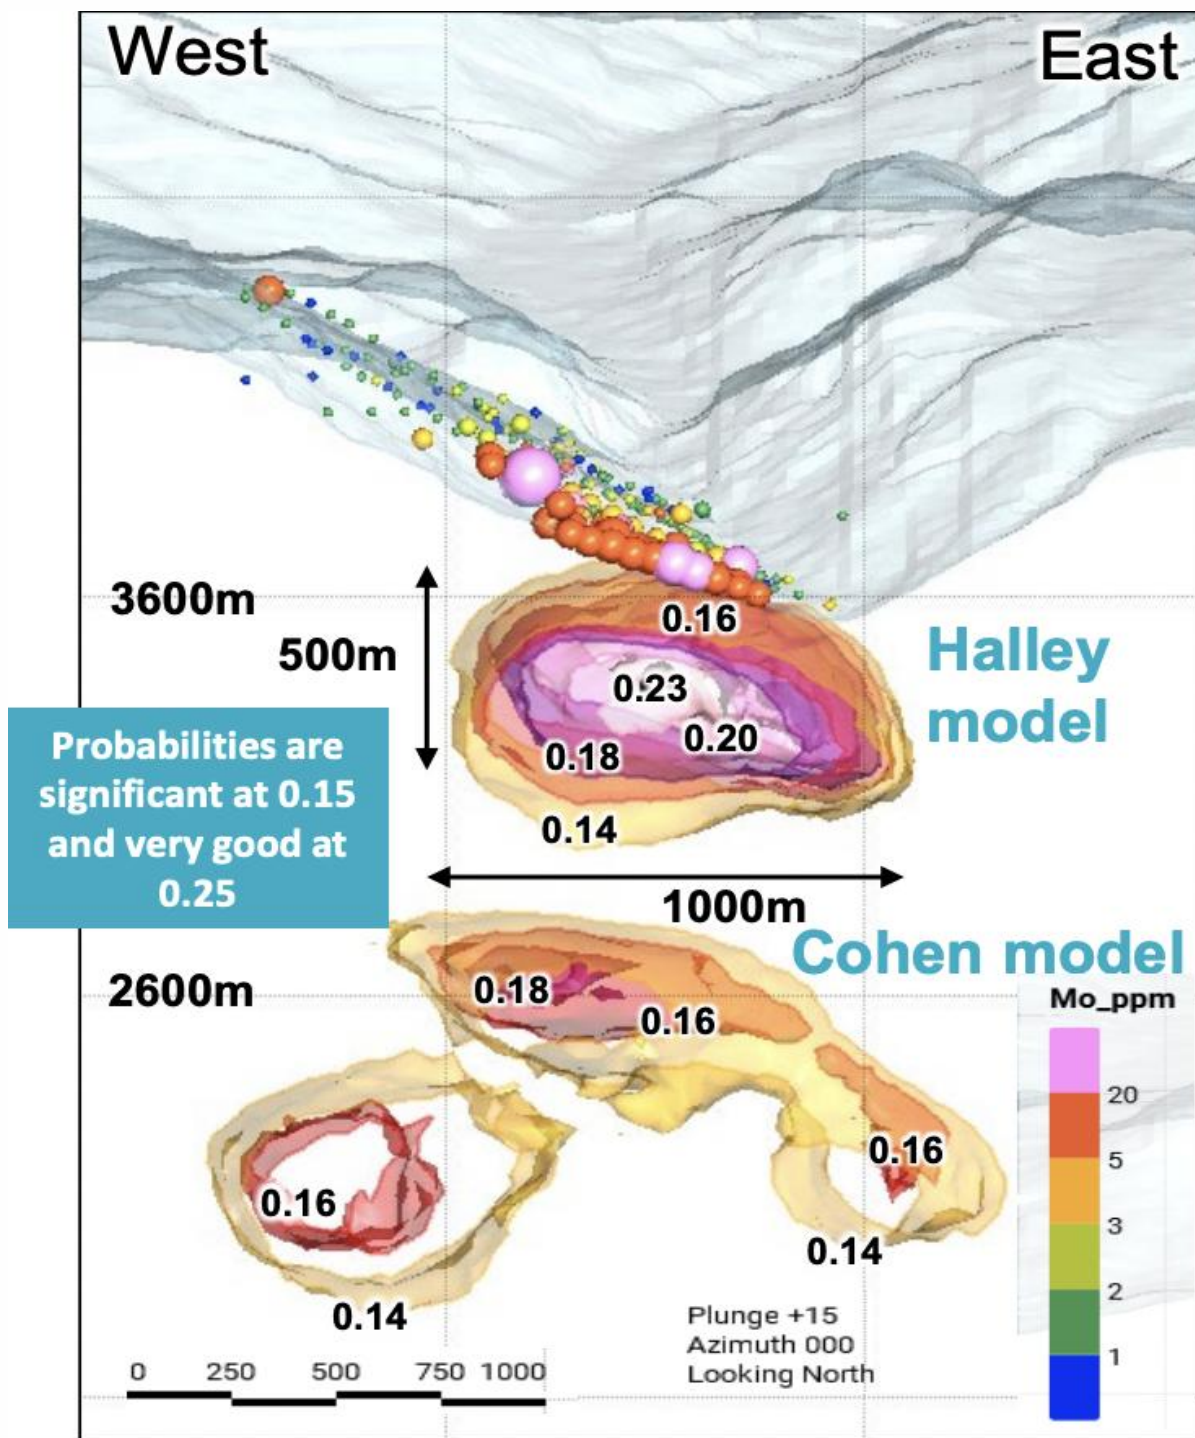 West
East
3600m
500m
0.16
0.23
0.20
0.18
0.14
Halley
model
Probabilities are
significant at 0.15
and very good at
0.25
1000m
Cohen model
2600m
0.18
0.16
0.16
0.16
0.14
0.14
Mo_ppm
20
5
3
2
1
Plunge +15
Azimuth 000
Looking North
0 250 500 750 1000